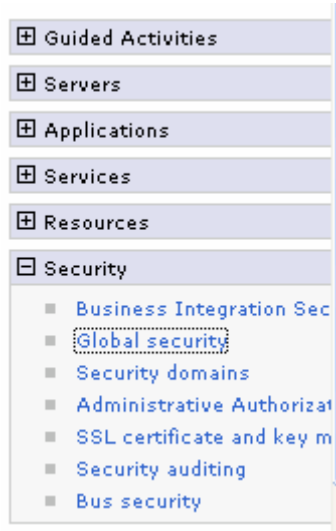 Guided Activities
Servers
Applications
Services
Resources
Security
Business Integration Sec
Global security
Security domains
Administrative Authorizat
SSL certificate and key m
Security auditing
Bus security